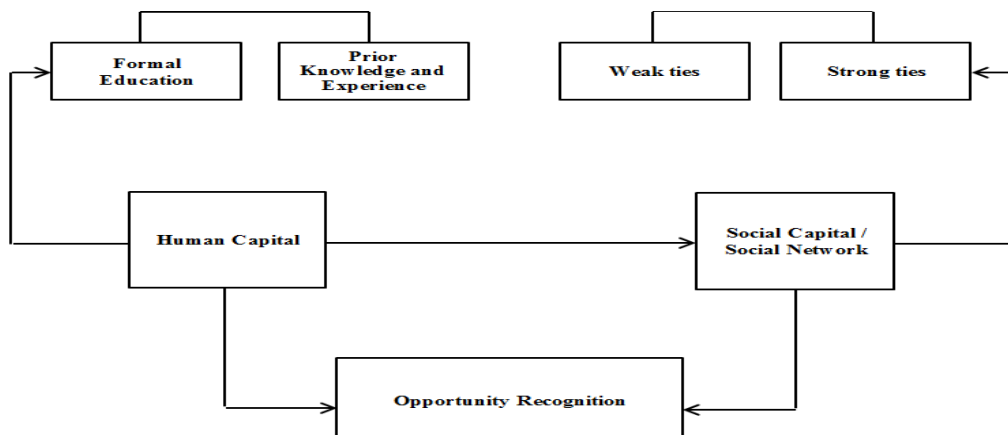 Formal
Education
Prior
Knowledge and
Experience
Weak ties
Strong ties
Human Capital
Social Capital /
Social Network
Opportunity Recognition